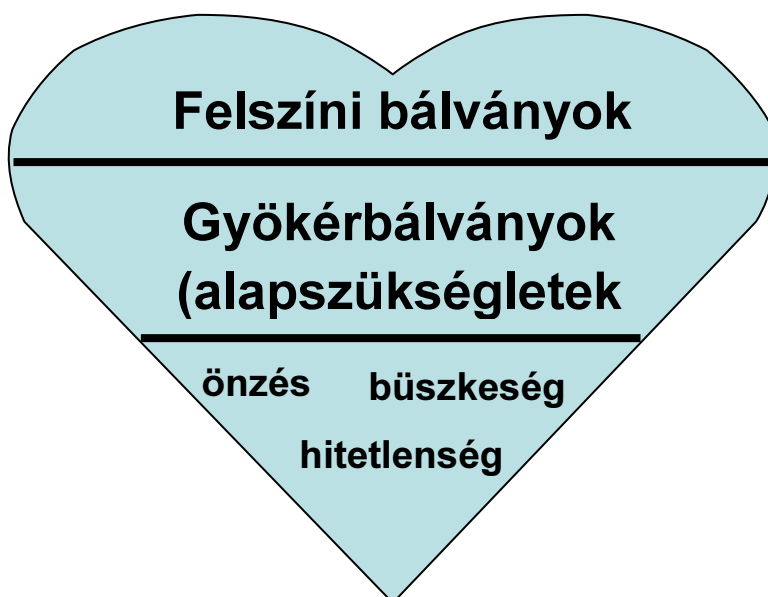 Felszíni bálványok
Gyökérbálványok
(alapszükségletek
önzés büszkeség
hitetlenség